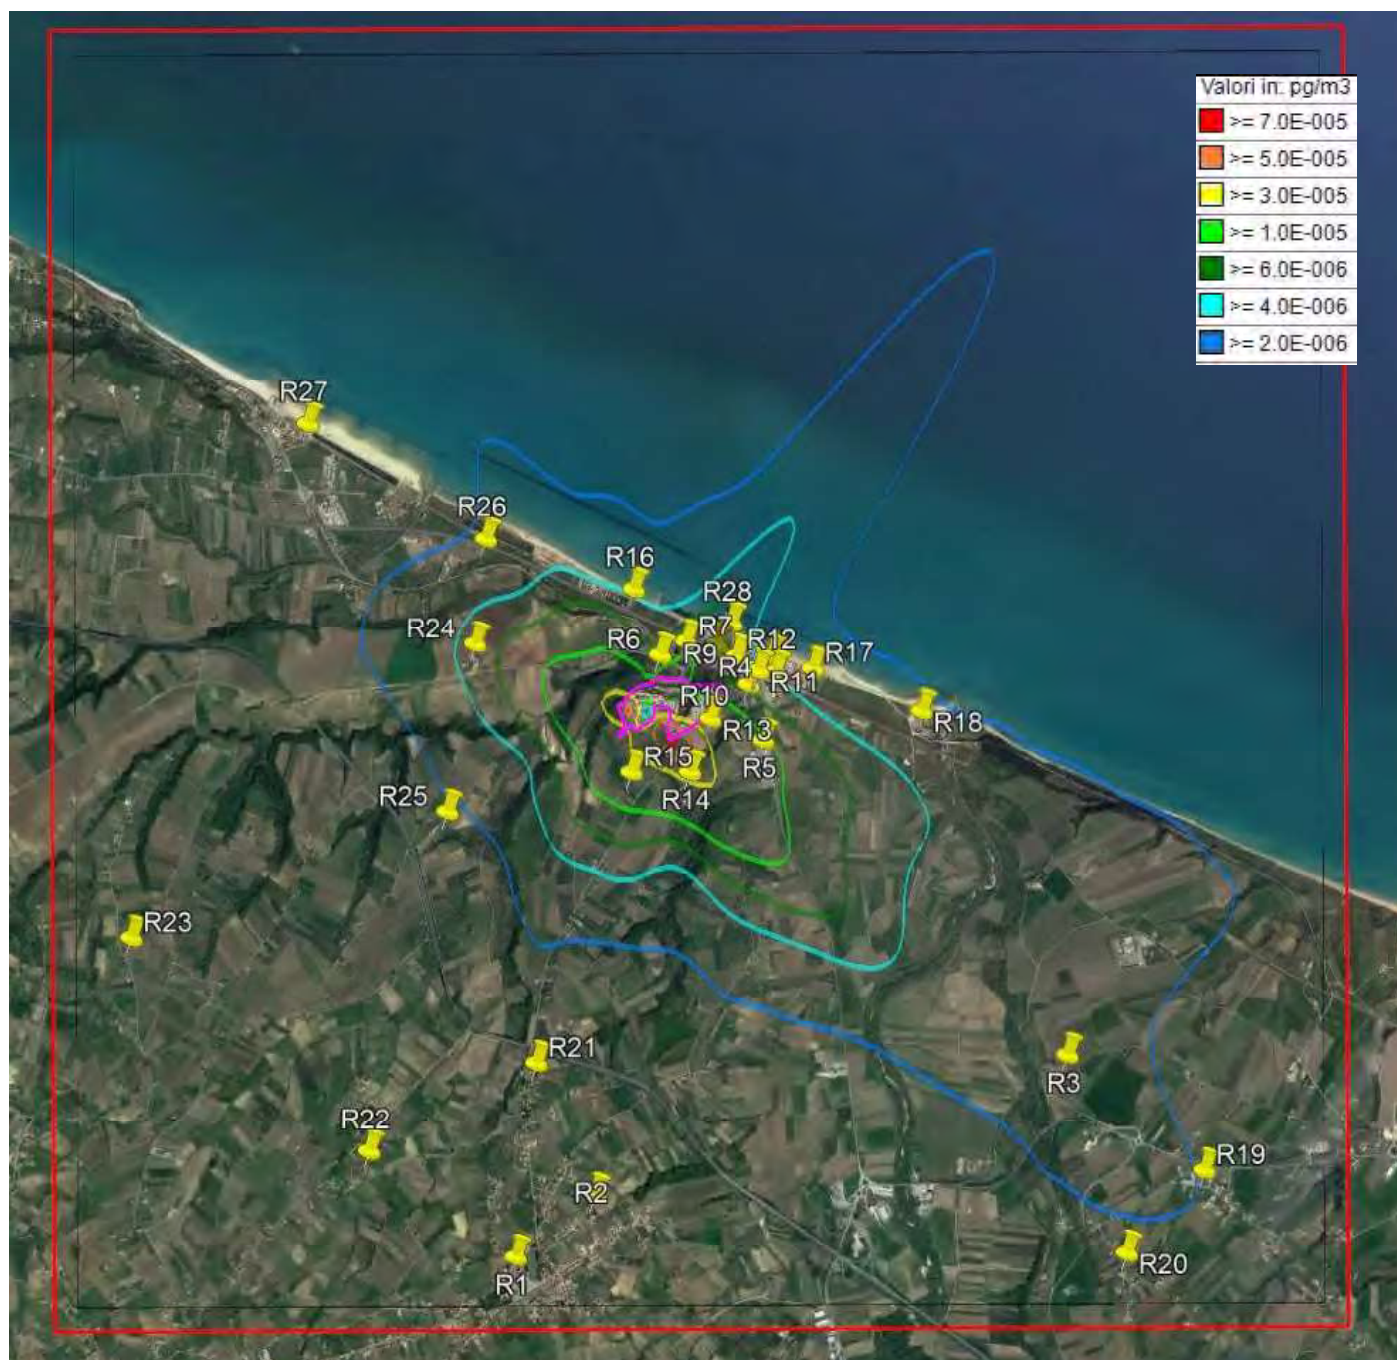 Valori in: pg/m3
>= 7.0E-005
>= 5.0E-005
>= 3.0E-005
>= 1.0E-005
>= 6.0E-006
>= 4.0E-006
>= 2.0E-006
R27
R26
R16
R28
R24
R6
R7
R12
R9
R4
R17
R11
R10
R18
R13
R15
R5
R14
R25
R23
R21
R3
R22
R19
R2
R20
R1